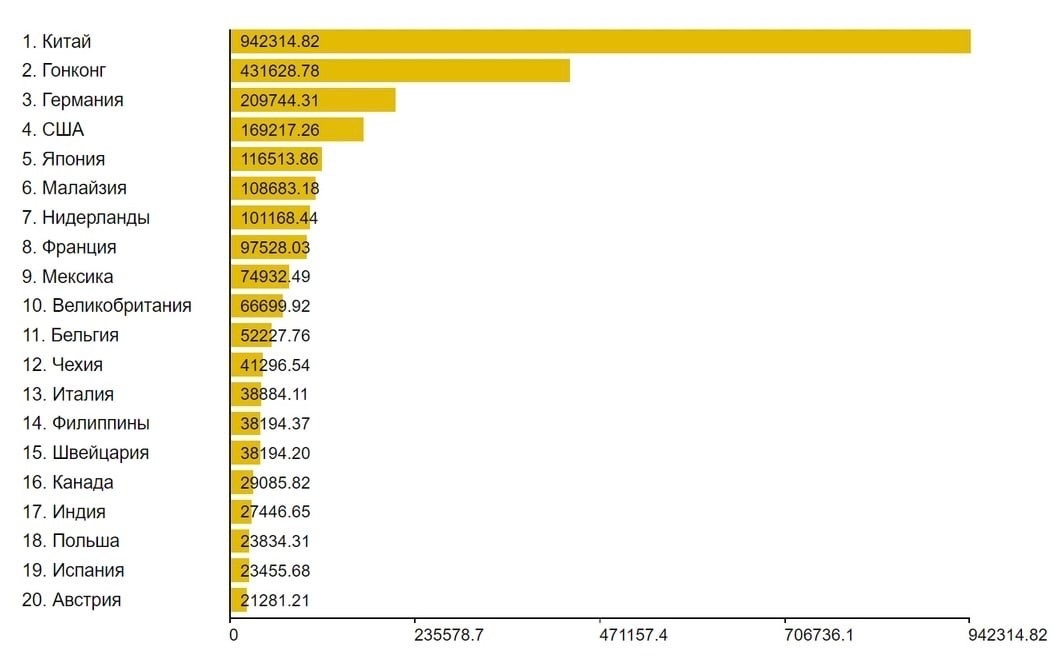 1. Китай 942314.82
2. Гонконг 431628.78
3. Германия 209744.31
4. США 169217.26
5. Япония 116513.86
6. Малайзия 108683.18
7. Нидерланды 101168.44
8. Франция 97528.03
9. Мексика 74932.49
10. Великобритания 66699.92
11. Бельгия 52227.76
12. Чехия 41296.54
13. Италия 38884.11
14. Филиппины 38194.37
15. Швейцария 38194.20
16. Канада 29085.82
17. Индия 27446.65
18. Польша 23834.31
19. Испания 23455.68
20. Австрия 21281.21
0 235578.7 471157.4 706736.1 942314.82